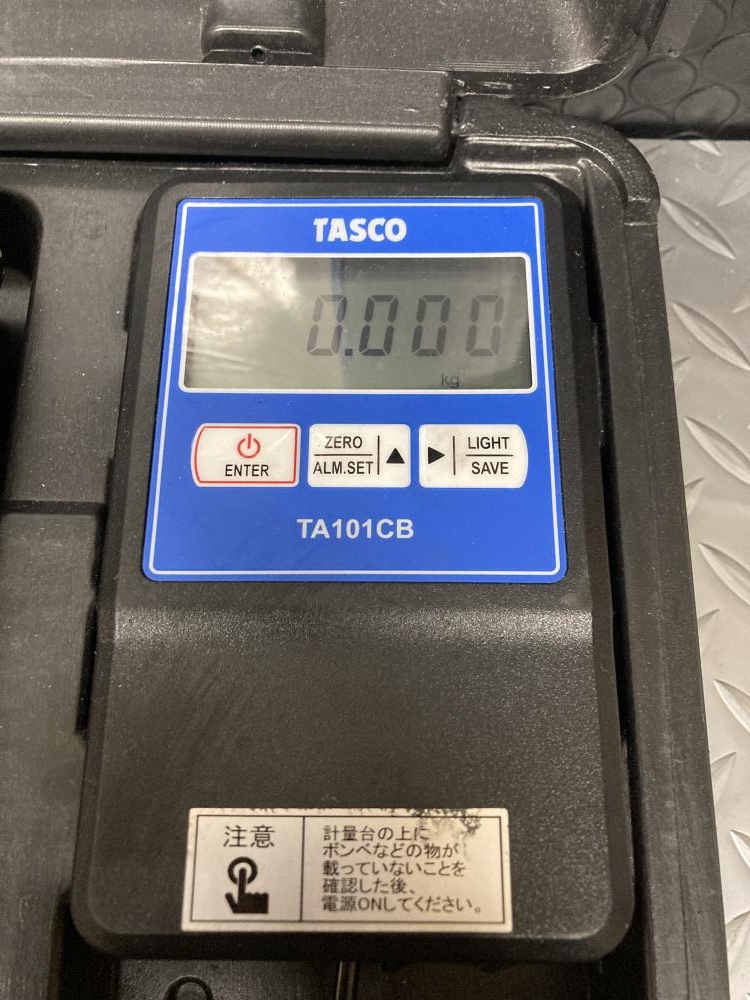 TASCO
0.000
kg
ENTER
ZERO
ALM.SET
LIGHT
SAVE
TA101CB
注意
計量台の上に
ボンベなどの物が
載っていないことを
確認した後、
電源ONしてください。